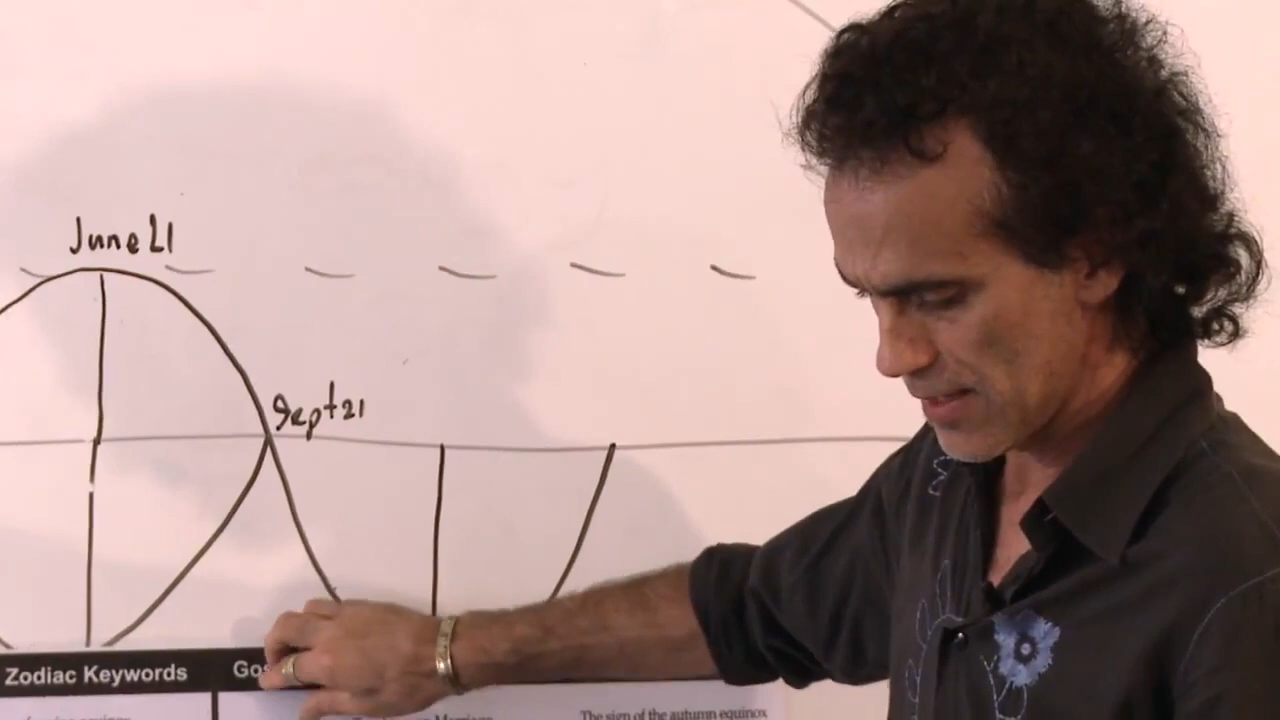 June 21
Sept 21
Zodiac Keywords
The sign of the autumn equinox